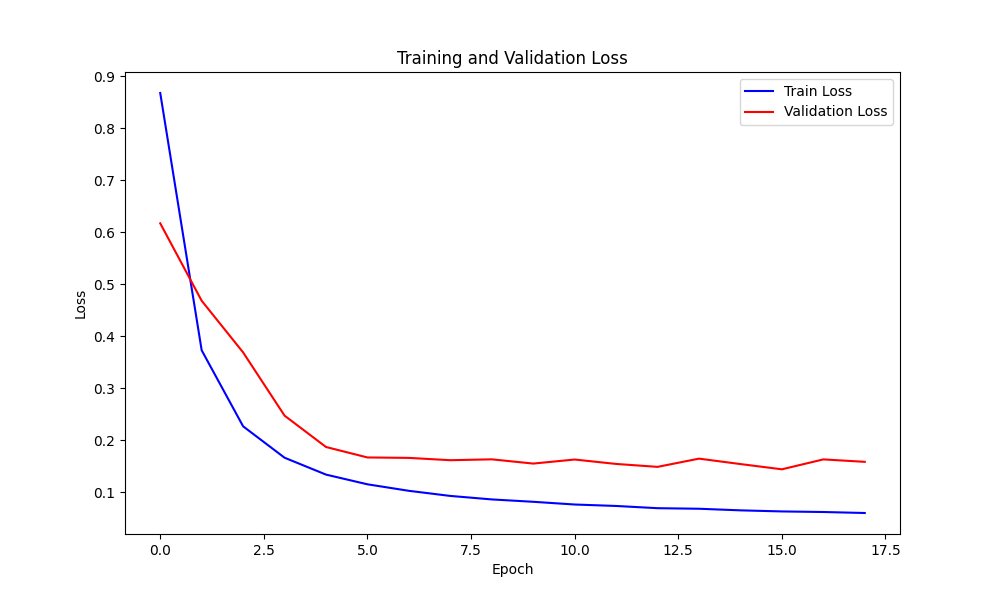 Training and Validation Loss
Train Loss
Validation Loss
Loss
0.9
0.8
0.7
0.6
0.5
0.4
0.3
0.2
0.1
0.0 2.5 5.0 7.5 10.0 12.5 15.0 17.5
Epoch